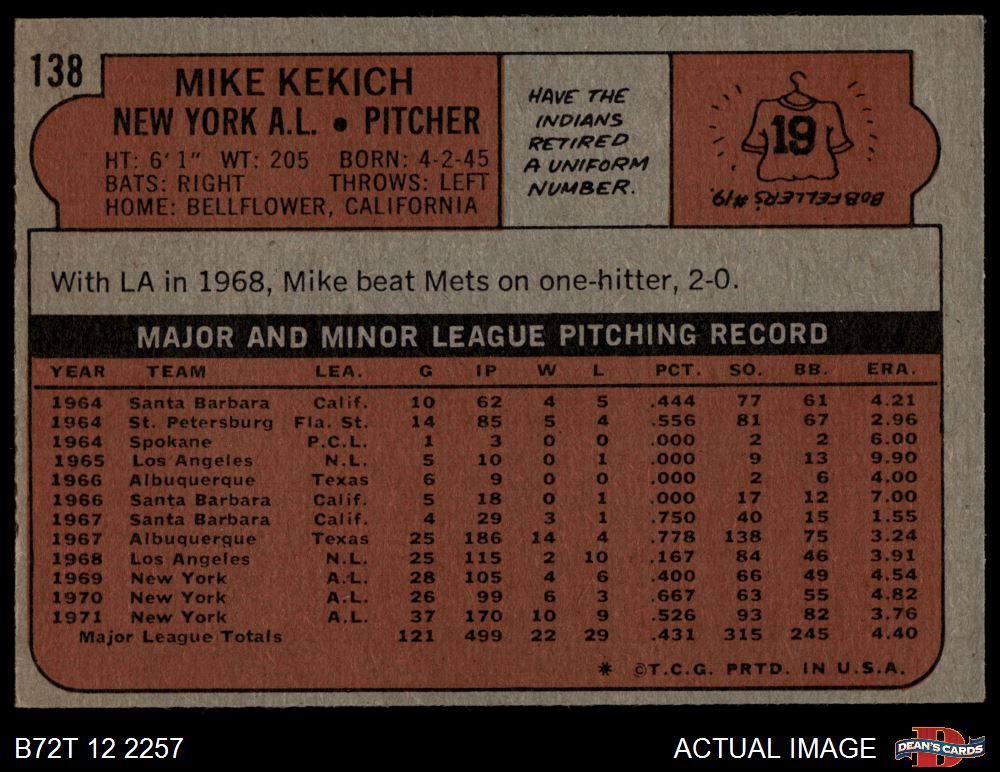 138
MIKE KEKICH
NEW YORK A.L. • PITCHER
HT: 6' 1" WT: 205 BORN: 4-2-45
BATS: RIGHT THROWS: LEFT
HOME: BELLFLOWER, CALIFORNIA
HAVE THE
INDIANS
RETIRED
A UNIFORM
NUMBER.
19
BOB FELLER'S #19.
With LA in 1968, Mike beat Mets on one-hitter, 2-0.
MAJOR AND MINOR LEAGUE PITCHING RECORD
YEAR TEAM LEA. G IP W L PCT. SO. BB. ERA.
1964 Santa Barbara Calif. 10 62 4 5 .444 77 61 4.21
1964 St. Petersburg Fla. St. 14 85 5 4 .556 81 67 2.96
1964 Spokane P.C.L. 1 3 0 0 .000 2 2 6.00
1965 Los Angeles N.L. 5 10 0 1 .000 9 13 9.90
1966 Albuquerque Texas 6 9 0 0 .000 2 6 4.00
1966 Santa Barbara Calif. 5 18 0 1 .000 17 12 7.00
1967 Santa Barbara Calif. 4 29 3 1 .750 40 15 1.55
1967 Albuquerque Texas 25 186 14 4 .778 138 75 3.24
1968 Los Angeles N.L. 25 115 2 10 .167 84 46 3.91
1969 New York A.L. 28 105 4 6 .400 66 49 4.54
1970 New York A.L. 26 99 6 3 .667 63 55 4.82
1971 New York A.L. 37 170 10 9 .526 93 82 3.76
Major League Totals 121 499 22 29 .431 315 245 4.40
* ©T.C.G. PRTD. IN U.S.A.
B72T 12 2257
ACTUAL IMAGE
D
DEAN'S CARDS